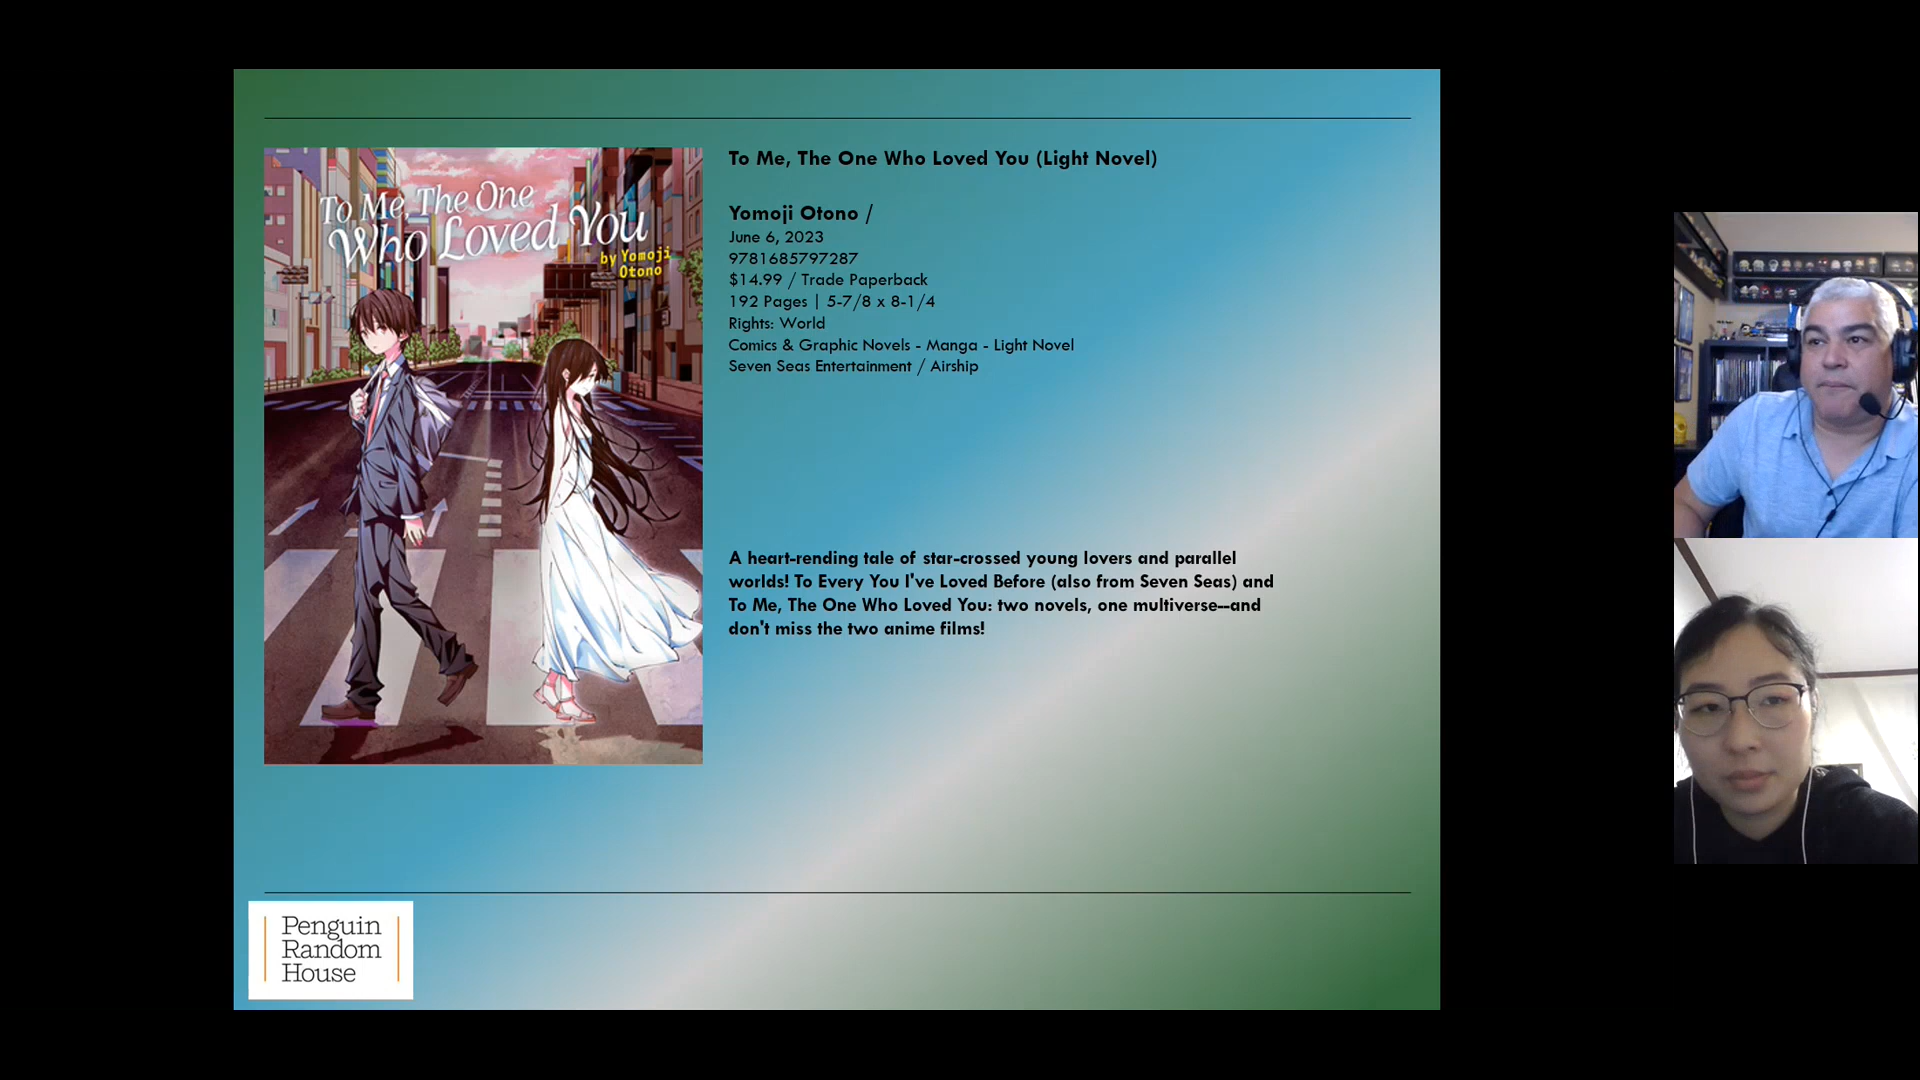 To Me, The One
Who Loved You
by Yomoji
Otono
To Me, The One Who Loved You (Light Novel)
Yomoji Otono /
June 6, 2023
9781685797287
$14.99 / Trade Paperback
192 Pages | 5-7/8 x 8-1/4
Rights: World
Comics & Graphic Novels - Manga - Light Novel
Seven Seas Entertainment / Airship
A heart-rending tale of star-crossed young lovers and parallel
worlds! To Every You I've Loved Before (also from Seven Seas) and
To Me, The One Who Loved You: two novels, one multiverse--and
don't miss the two anime films!
Penguin
Random
House